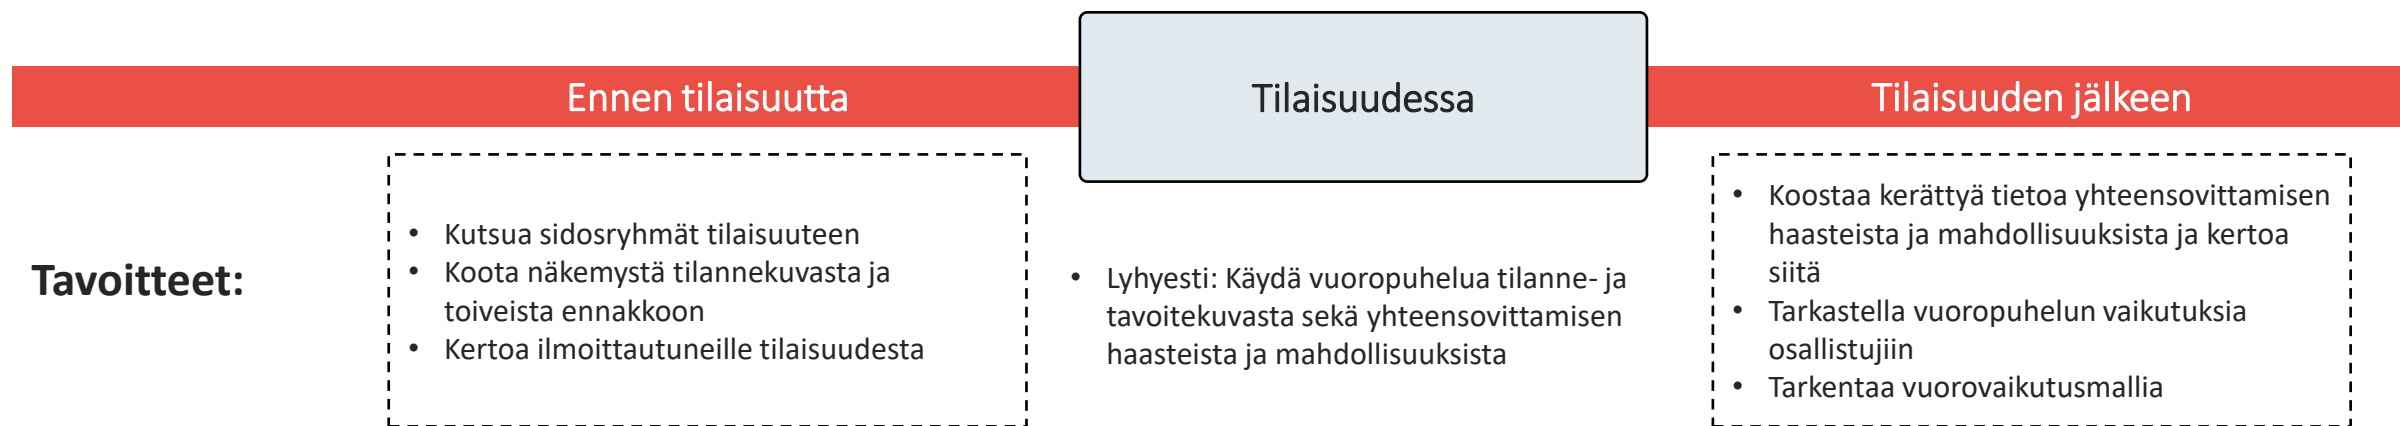 Ennen tilaisuutta
Tilaisuudessa
Tilaisuuden jälkeen
Tavoitteet:
• Kutsua sidosryhmät tilaisuuteen
• Koota näkemystä tilannekuvasta ja
toiveista ennakkoon
• Kertoa ilmoittautuneille tilaisuudesta
• Lyhyesti: Käydä vuoropuhelua tilanne- ja
tavoitekuvasta sekä yhteensovittamisen
haasteista ja mahdollisuuksista
• Koostaa kerättyä tietoa yhteensovittamisen
haasteista ja mahdollisuuksista ja kertoa
siitä
• Tarkastella vuoropuhelun vaikutuksia
osallistujiin
• Tarkentaa vuorovaikutusmallia